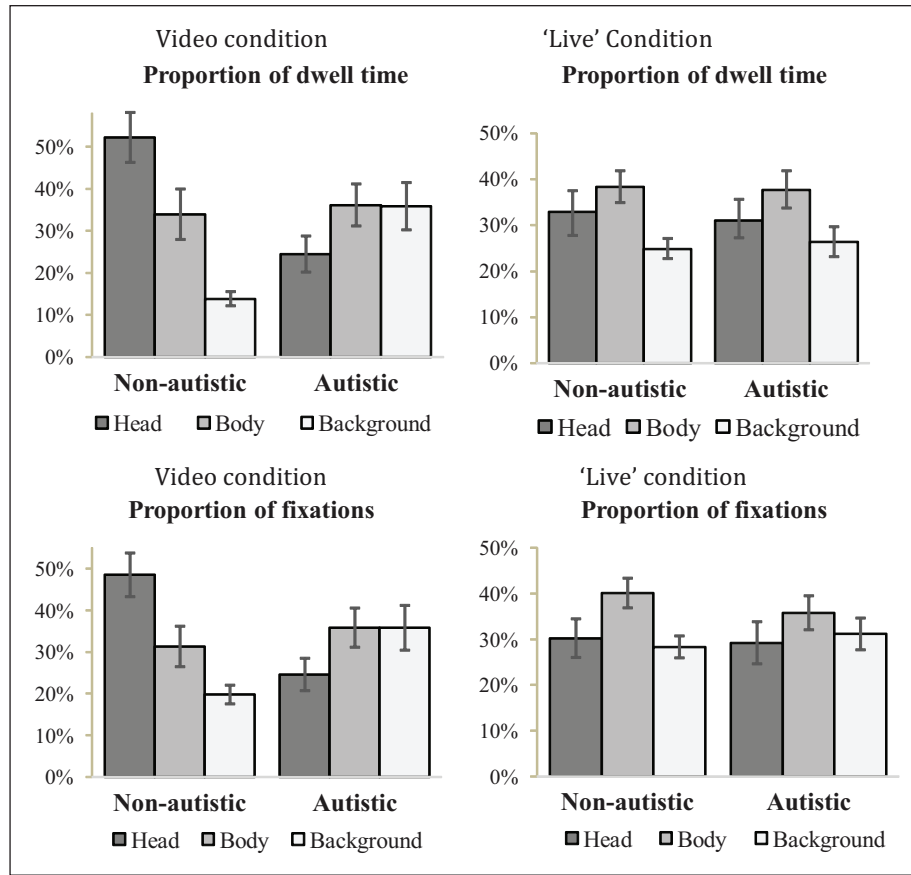 Video condition
Proportion of dwell time
50%
40%
30%
20%
10%
0%
Non-autistic Autistic
Head Body Background
‘Live’ Condition
Proportion of dwell time
50%
40%
30%
20%
10%
0%
Non-autistic Autistic
Head Body Background
Video condition
Proportion of fixations
50%
40%
30%
20%
10%
0%
Non-autistic Autistic
Head Body Background
‘Live’ condition
Proportion of fixations
50%
40%
30%
20%
10%
0%
Non-autistic Autistic
Head Body Background